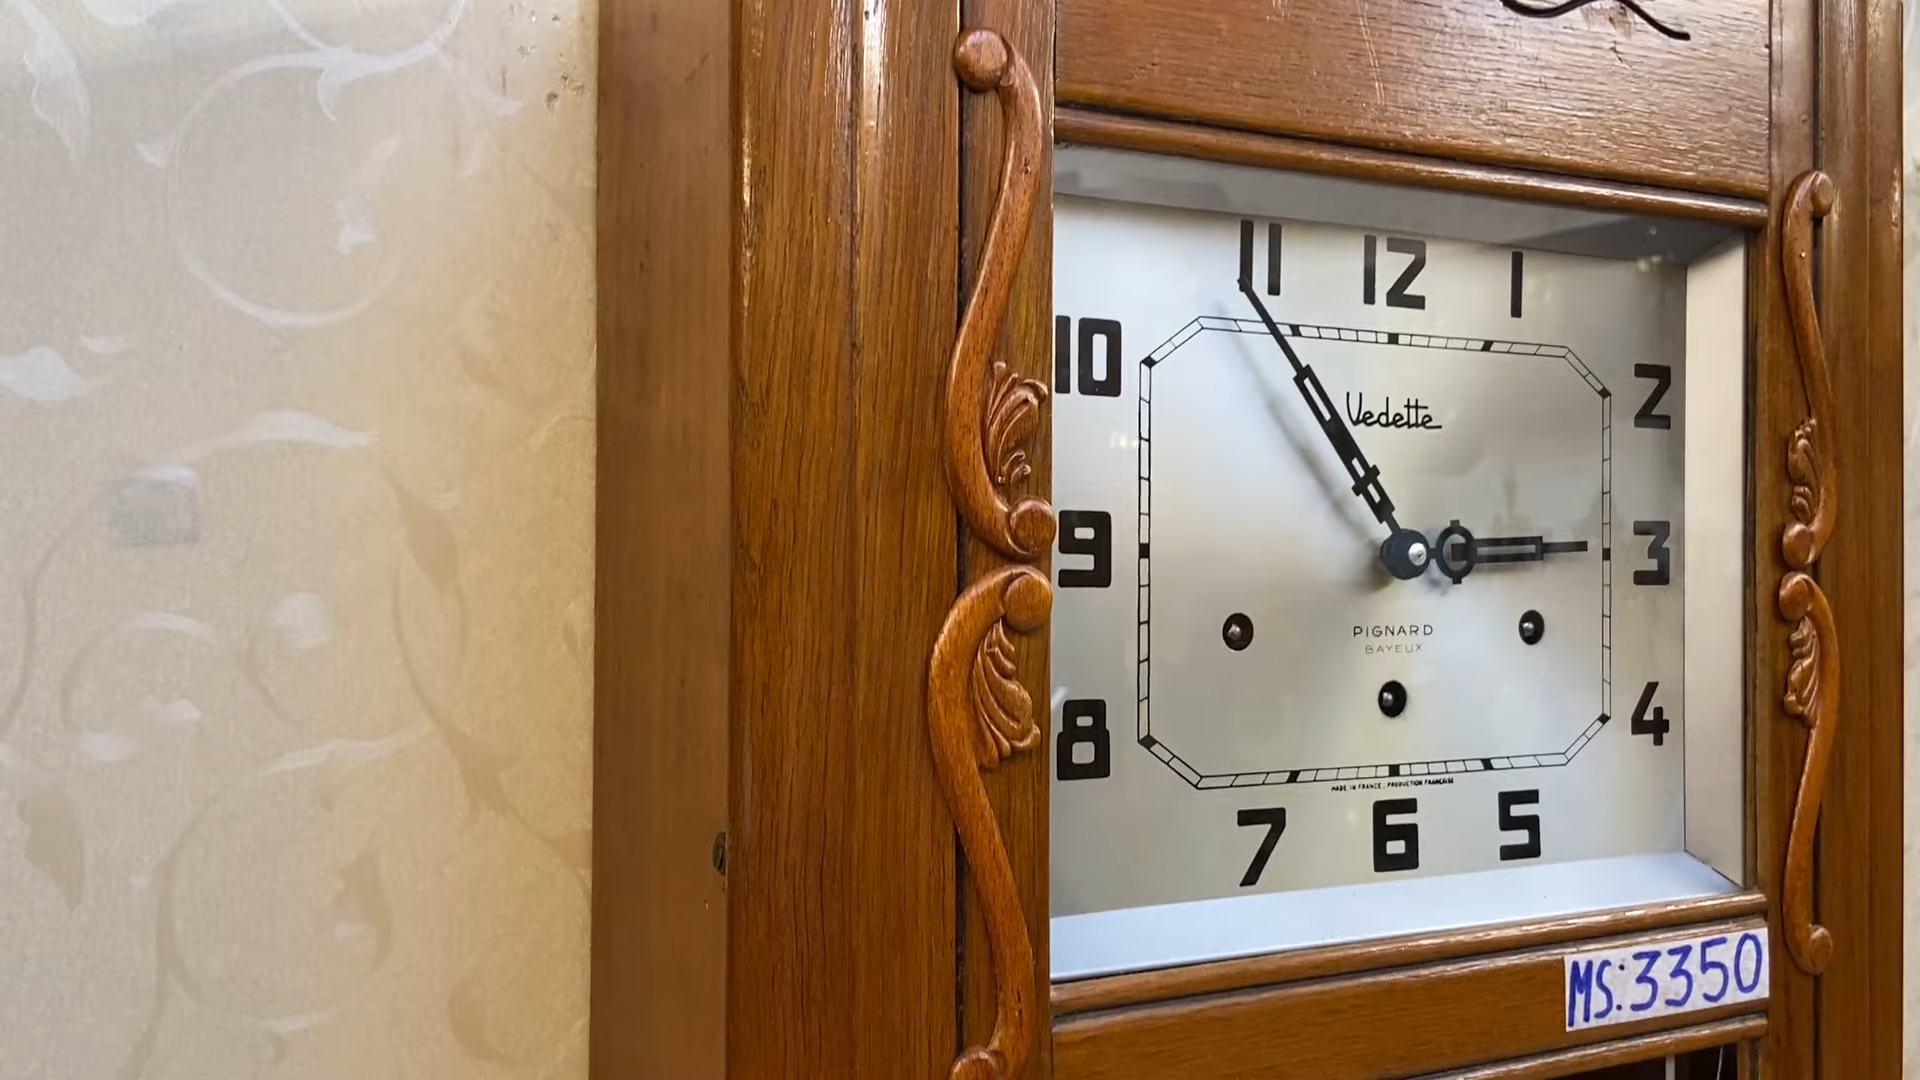 11 12 1
10 2
Vedette
9 3
PIGNARD
BAYEUX
8 4
MADE IN FRANCE. PRODUCTION FRANÇAISE
7 6 5
MS:3350